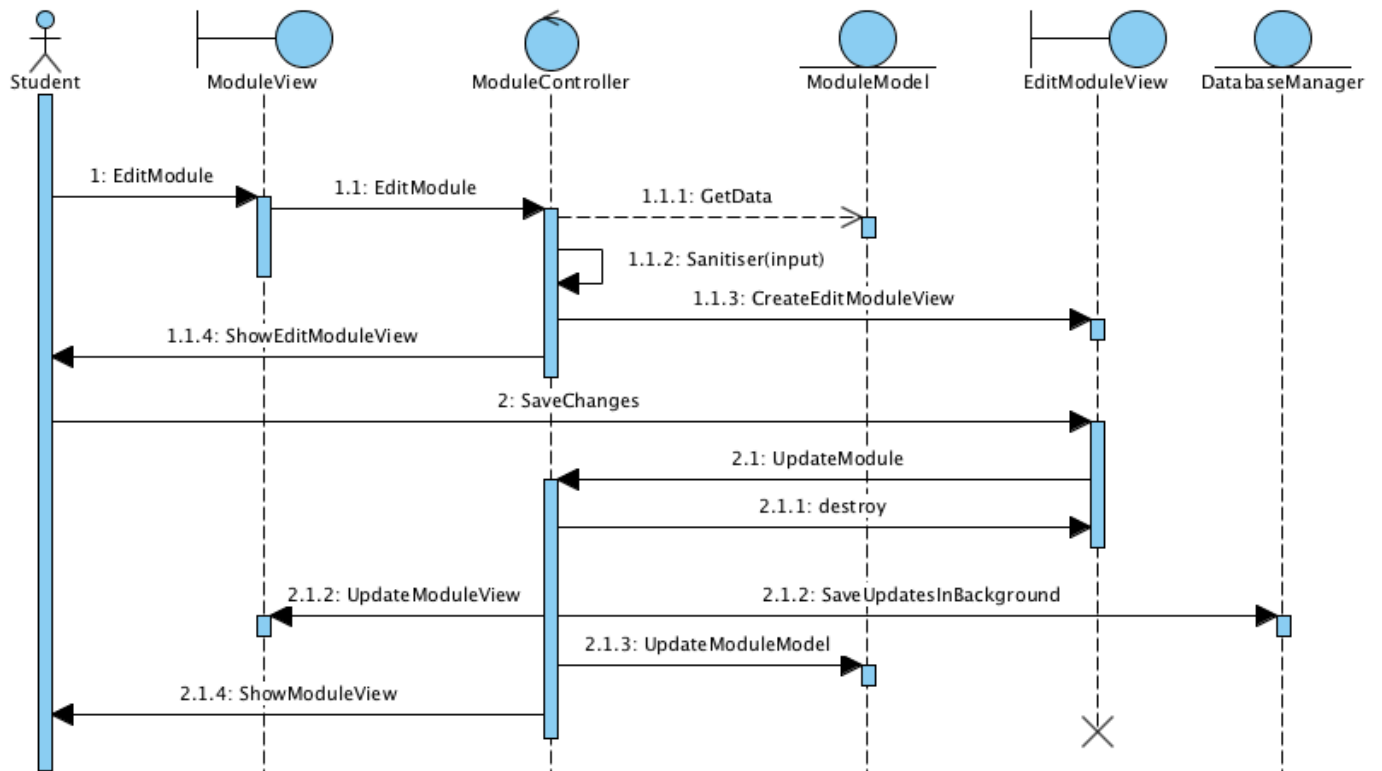 Student
ModuleView
ModuleController
ModuleModel
EditModuleView
DatabaseManager
1: EditModule
1.1: EditModule
1.1.1: GetData
1.1.2: Sanitiser(input)
1.1.3: CreateEditModuleView
1.1.4: ShowEditModuleView
2: SaveChanges
2.1: UpdateModule
2.1.1: destroy
2.1.2: UpdateModuleView
2.1.2: SaveUpdatesInBackground
2.1.3: UpdateModuleModel
2.1.4: ShowModuleView